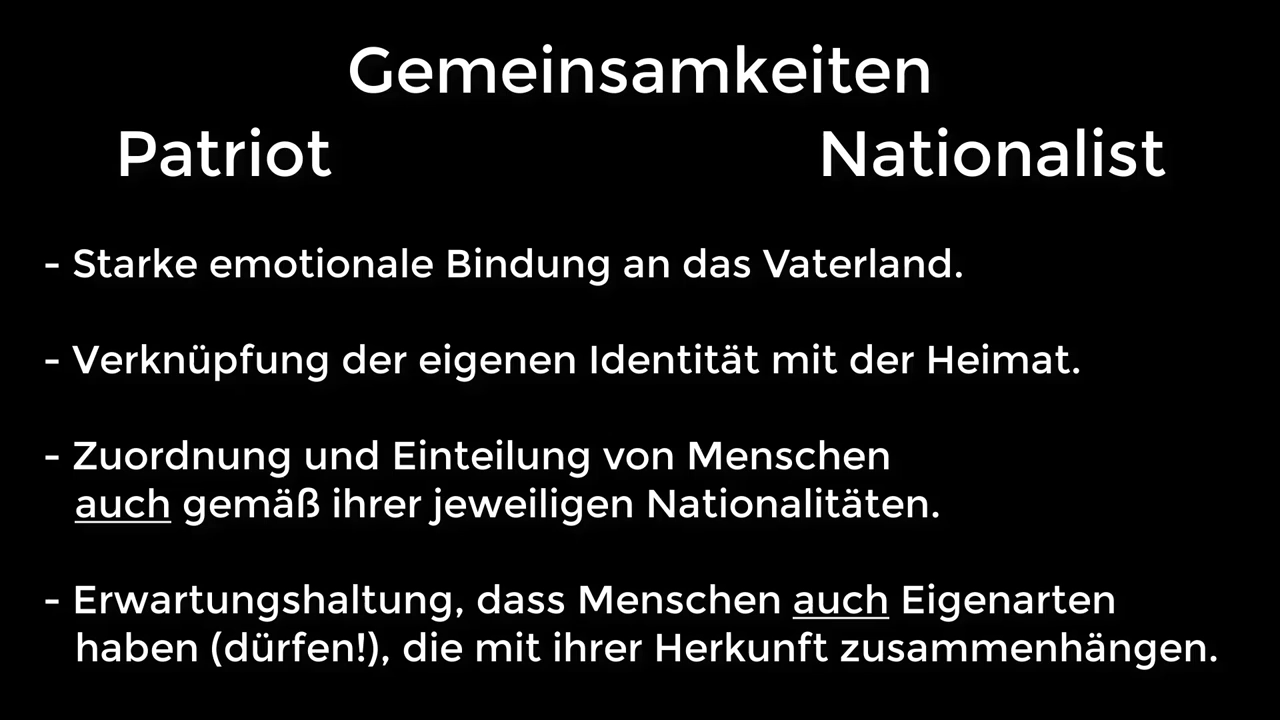 Gemeinsamkeiten
Patriot Nationalist
- Starke emotionale Bindung an das Vaterland.
- Verknüpfung der eigenen Identität mit der Heimat.
- Zuordnung und Einteilung von Menschen
auch gemäß ihrer jeweiligen Nationalitäten.
- Erwartungshaltung, dass Menschen auch Eigenarten
haben (dürfen!), die mit ihrer Herkunft zusammenhängen.